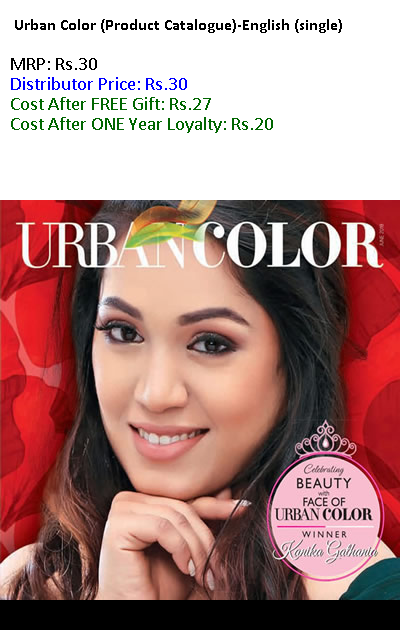 Urban Color (Product Catalogue)-English (single)
MRP: Rs.30
Distributor Price: Rs.30
Cost After FREE Gift: Rs.27
Cost After ONE Year Loyalty: Rs.20
URBANCOLOR
Celebrating
BEAUTY
with
FACE OF
URBAN COLOR
WINNER
Konika Galhania